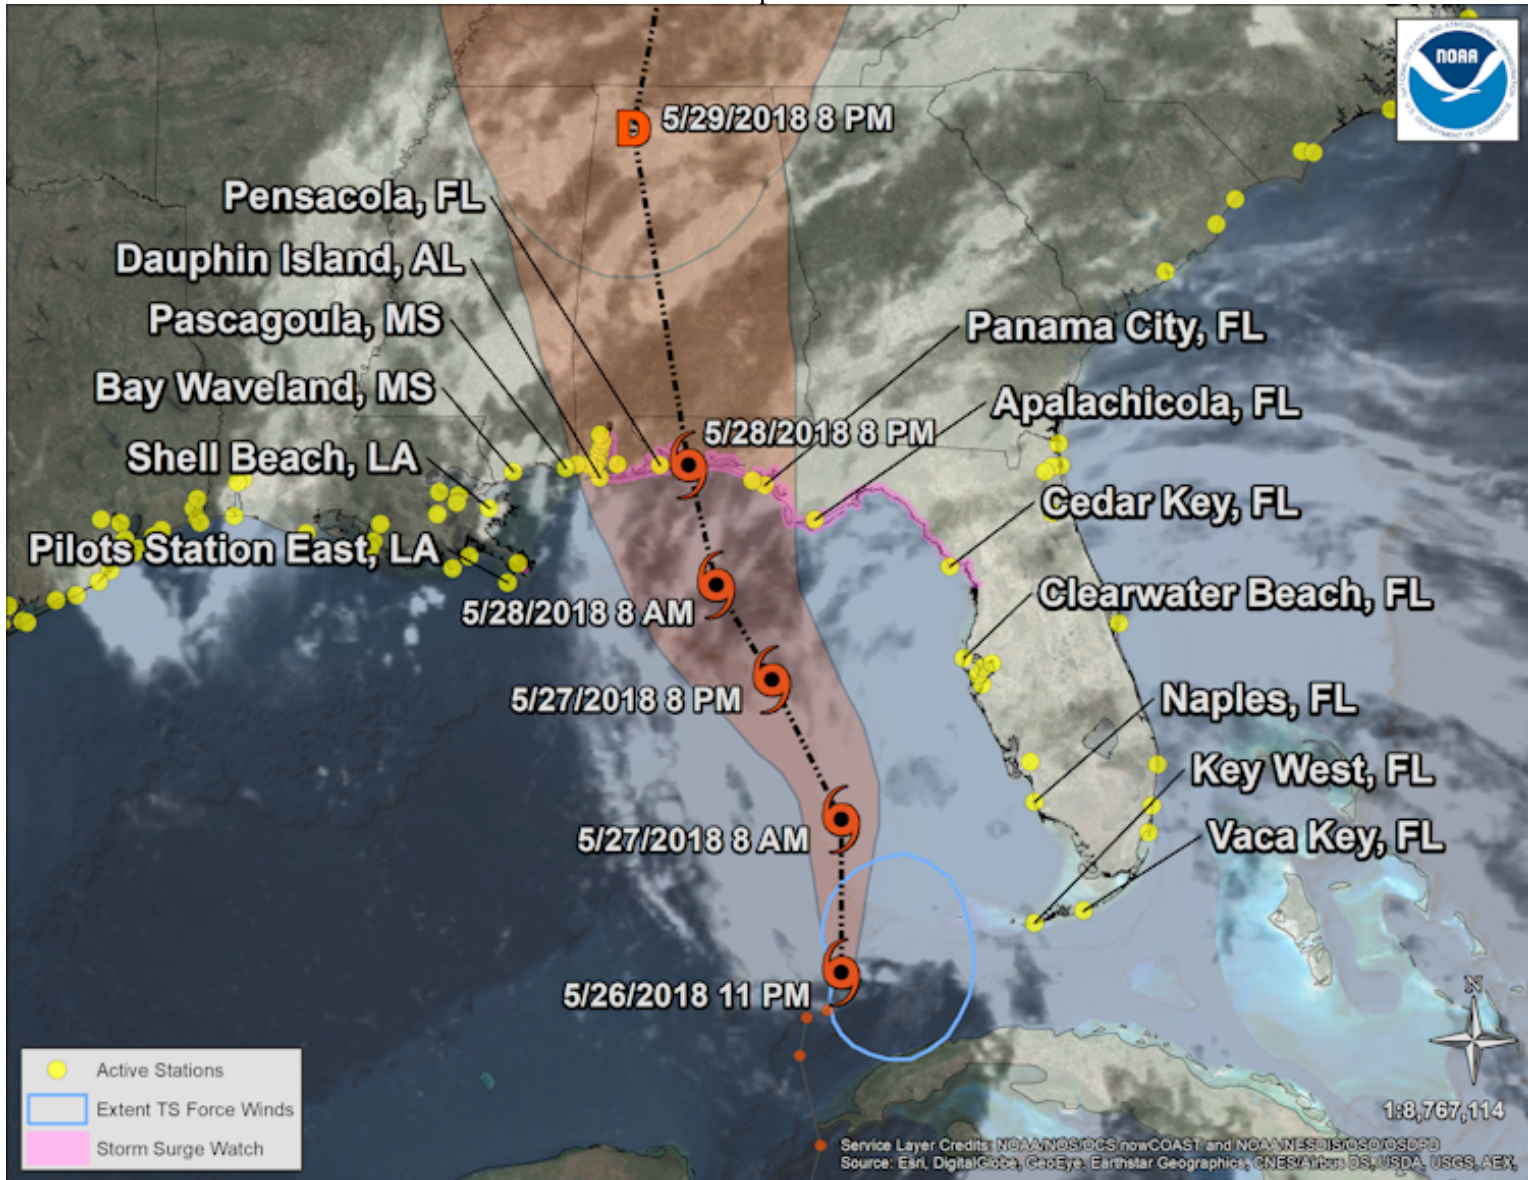 NOAA
D
5/29/2018 8 PM
Pensacola, FL
Dauphin Island, AL
Pascagoula, MS
Bay Waveland, MS
Shell Beach, LA
Pilots Station East, LA
Panama City, FL
5/28/2018 8 PM
Apalachicola, FL
Cedar Key, FL
Clearwater Beach, FL
5/28/2018 8 AM
5/27/2018 8 PM
Naples, FL
Key West, FL
Vaca Key, FL
5/27/2018 8 AM
5/26/2018 11 PM
N
1:8,767,114
Active Stations
Extent TS Force Winds
Storm Surge Watch
Service Layer Credits: NOAA/NOS/OCS nowCOAST and NOAA/NESDIS/OSO/OSDPD
Source: Esri, DigitalGlobe, GeoEye, Earthstar Geographics, CNES/Airbus DS, USDA, USGS, AEX,